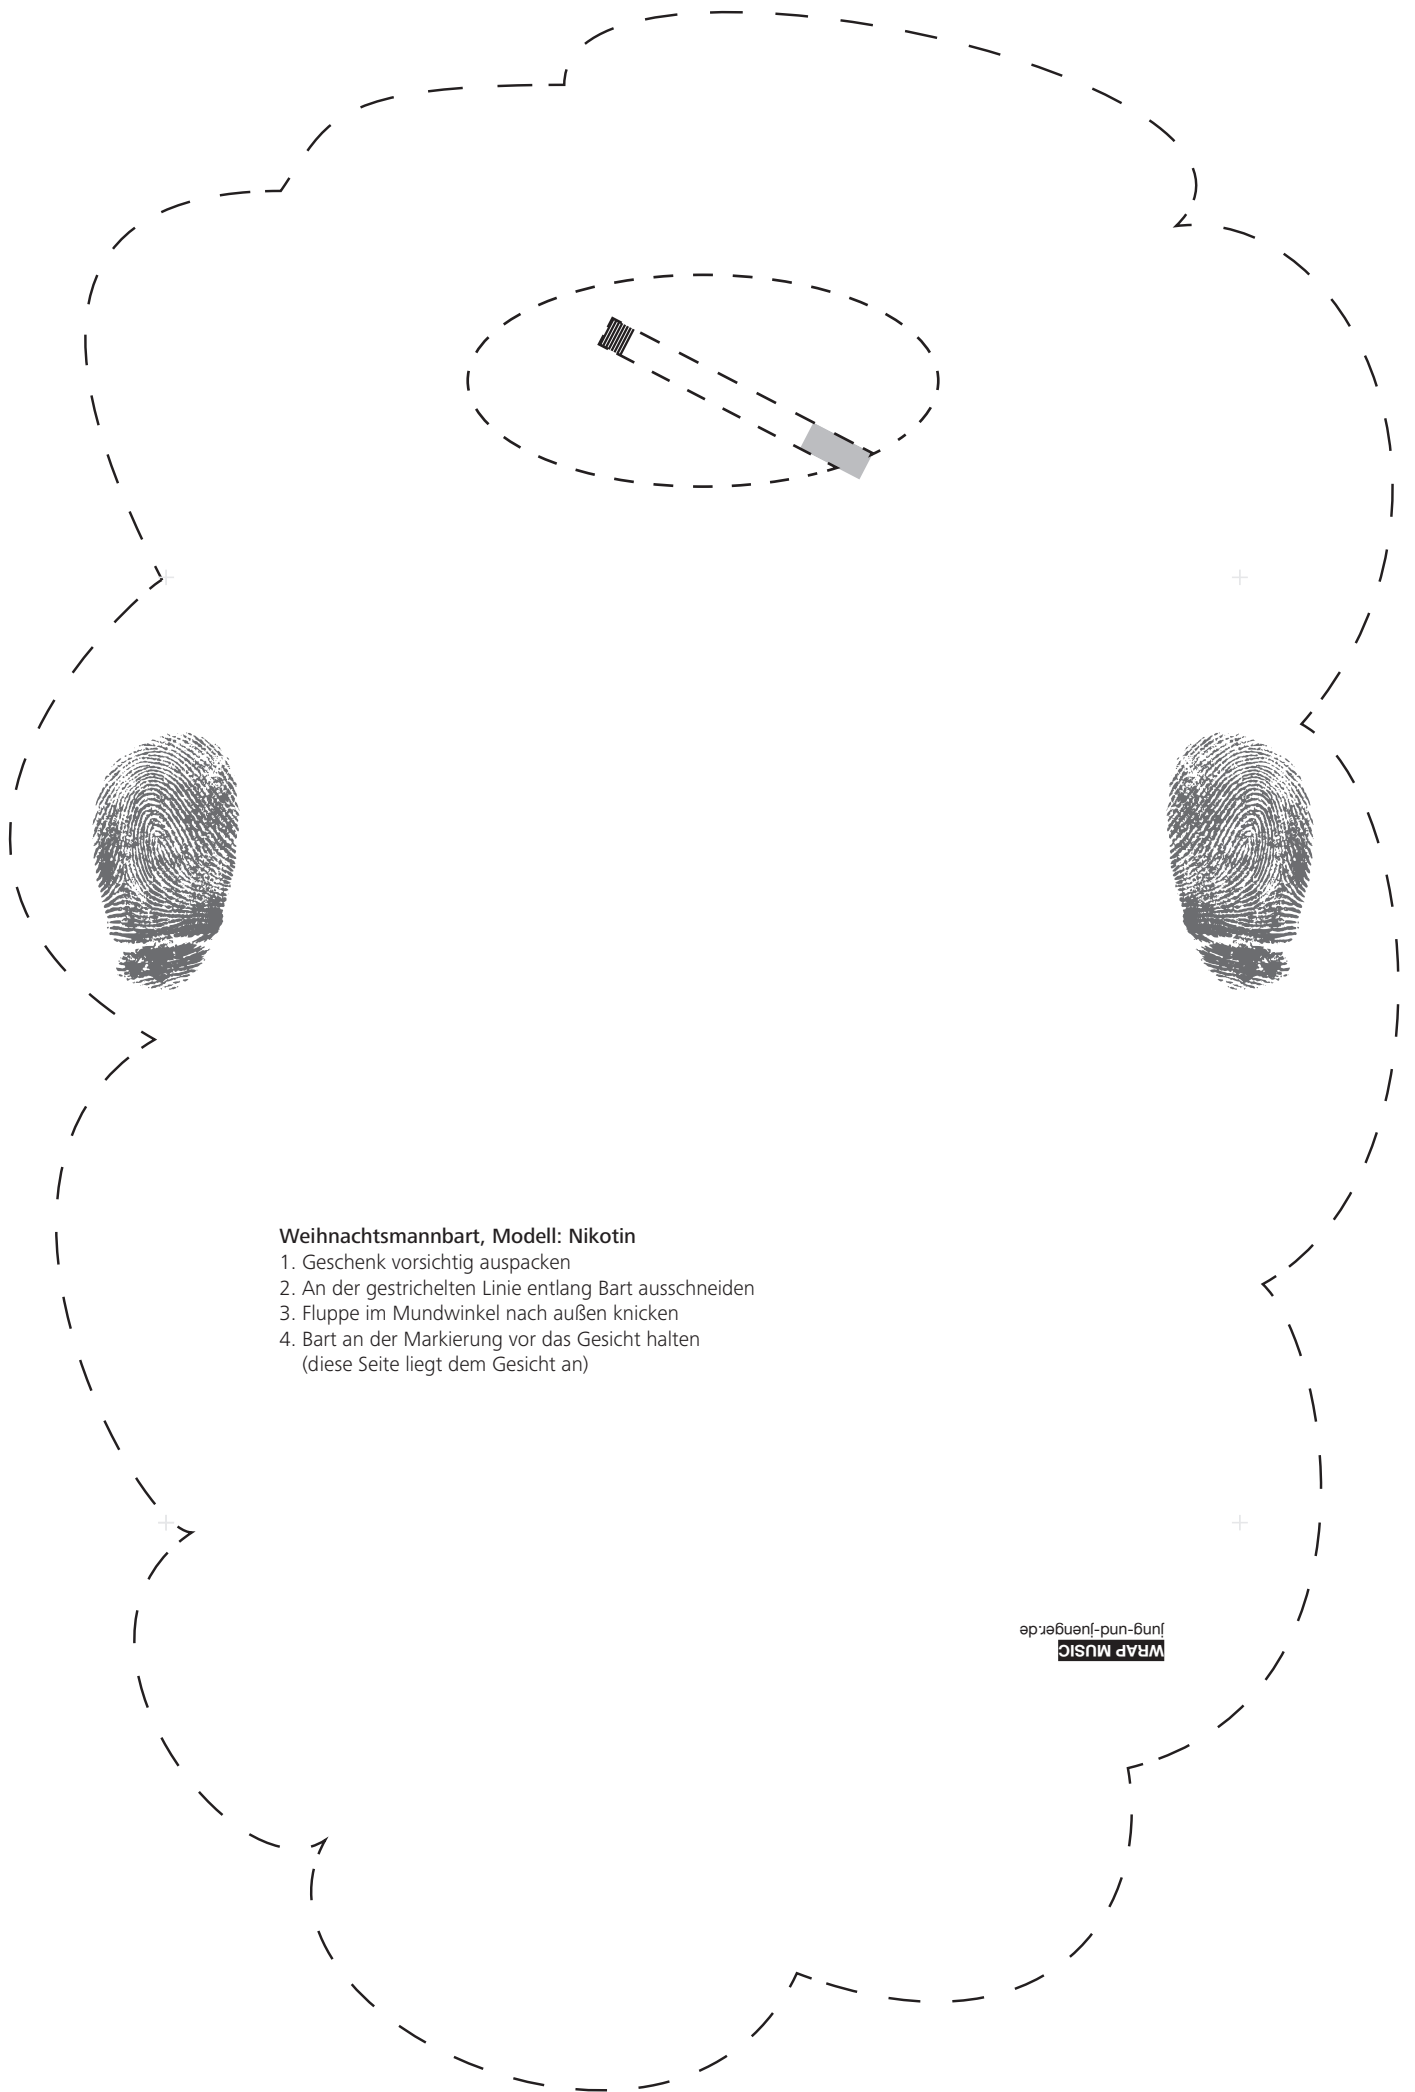 Weihnachtsmannbart, Modell: Nikotin
1. Geschenk vorsichtig auspacken
2. An der gestrichelten Linie entlang Bart ausschneiden
3. Fluppe im Mundwinkel nach außen knicken
4. Bart an der Markierung vor das Gesicht halten
(diese Seite liegt dem Gesicht an)
WRAP MUSIC
jung-und-juenger.de